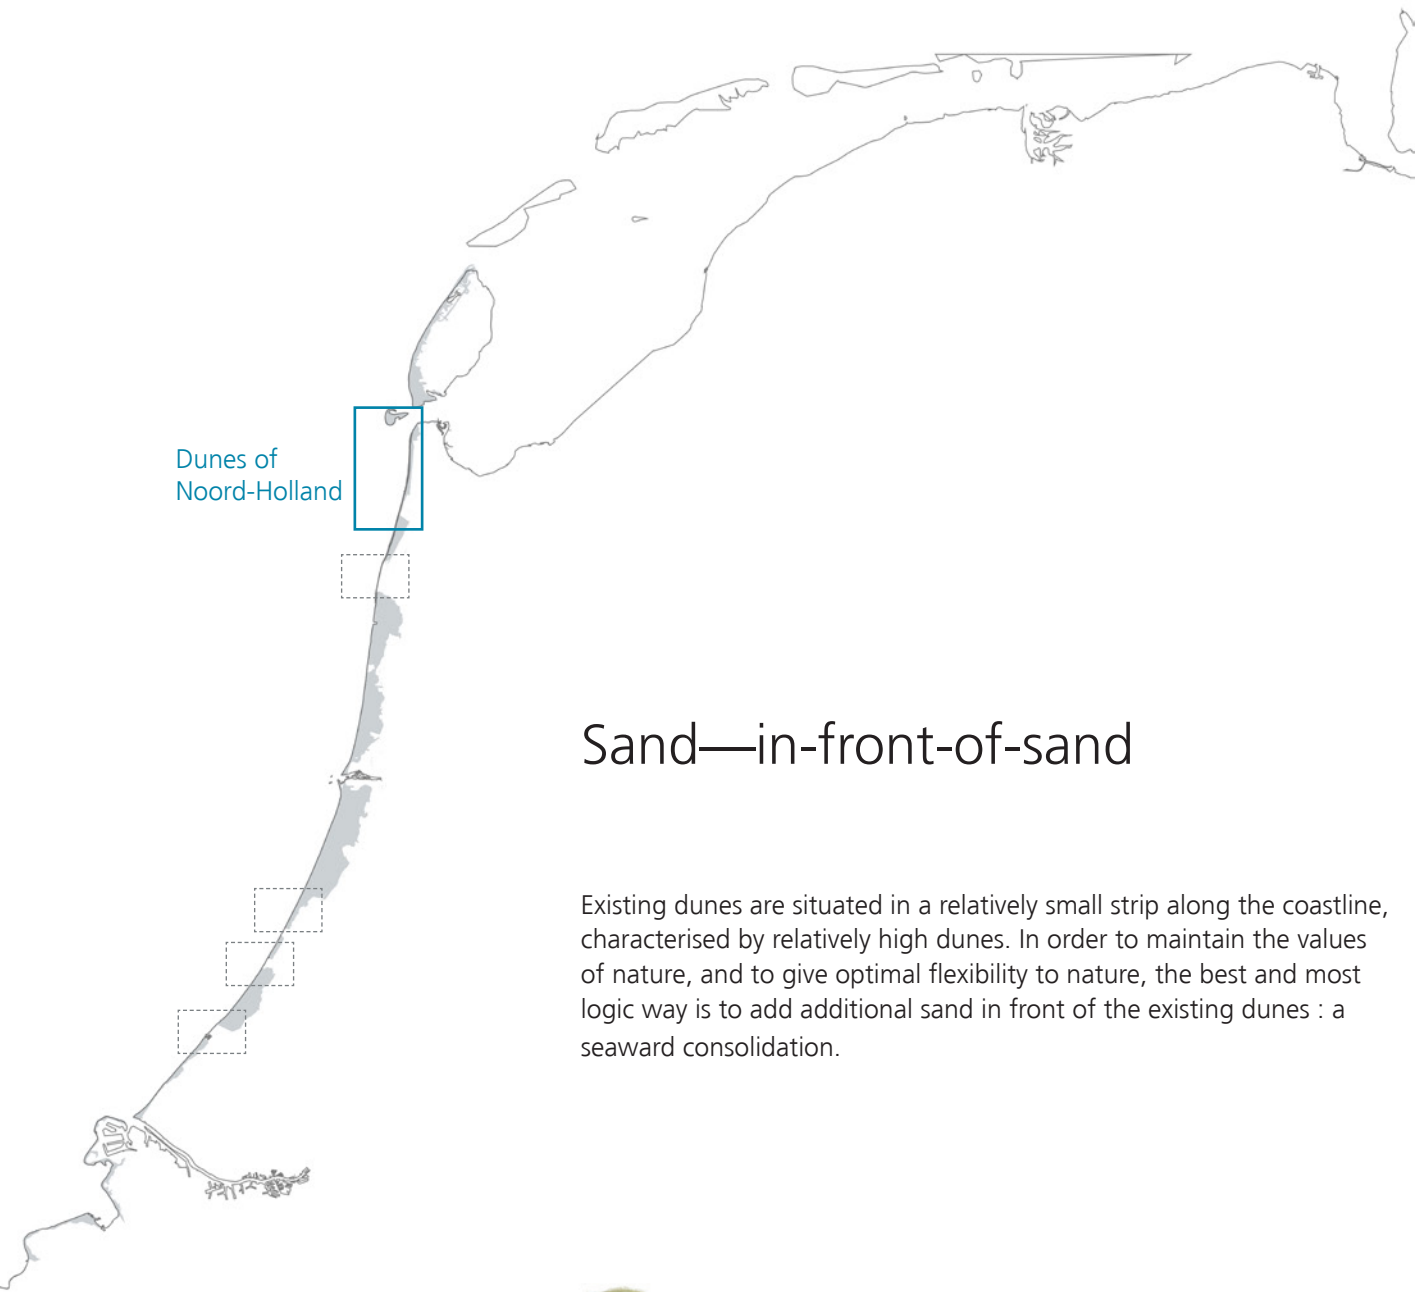 Dunes of
Noord-Holland
Sand—in-front-of-sand
Existing dunes are situated in a relatively small strip along the coastline,
characterised by relatively high dunes. In order to maintain the values
of nature, and to give optimal flexibility to nature, the best and most
logic way is to add additional sand in front of the existing dunes : a
seaward consolidation.